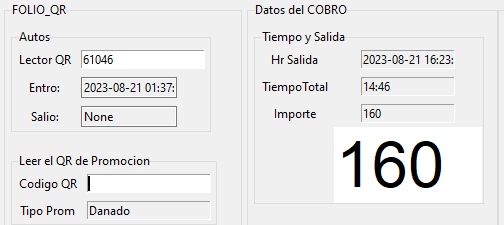 FOLIO_QR
Autos
Lector QR 61046
Entro: 2023-08-21 01:37:
Salio: None
Leer el QR de Promocion
Codigo QR
Tipo Prom Danado
Datos del COBRO
Tiempo y Salida
Hr Salida 2023-08-21 16:23:
TiempoTotal 14:46
Importe 160
160